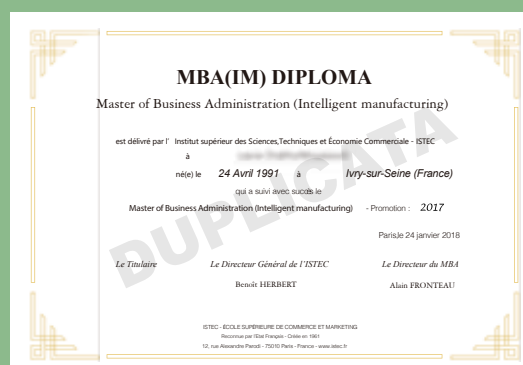 MBA(IM) DIPLOMA
Master of Business Administration (Intelligent manufacturing)
est délivré par l' Institut supérieur des Sciences,Techniques et Économie Commerciale - ISTEC
à
né(e) le 24 Avril 1991 à Ivry-sur-Seine (France)
qui a suivi avec succès le
Master of Business Administration (Intelligent manufacturing) - Promotion : 2017
DUPLICATA
Paris,le 24 janvier 2018
Le Titulaire Le Directeur Général de l'ISTEC Le Directeur du MBA
Benoît HERBERT Alain FRONTEAU
ISTEC - ÉCOLE SUPÉRIEURE DE COMMERCE ET MARKETING
Reconnue par l'Etat Français - Créée en 1961
12, rue Alexandre Parodi - 75010 Paris - France - www.istec.fr